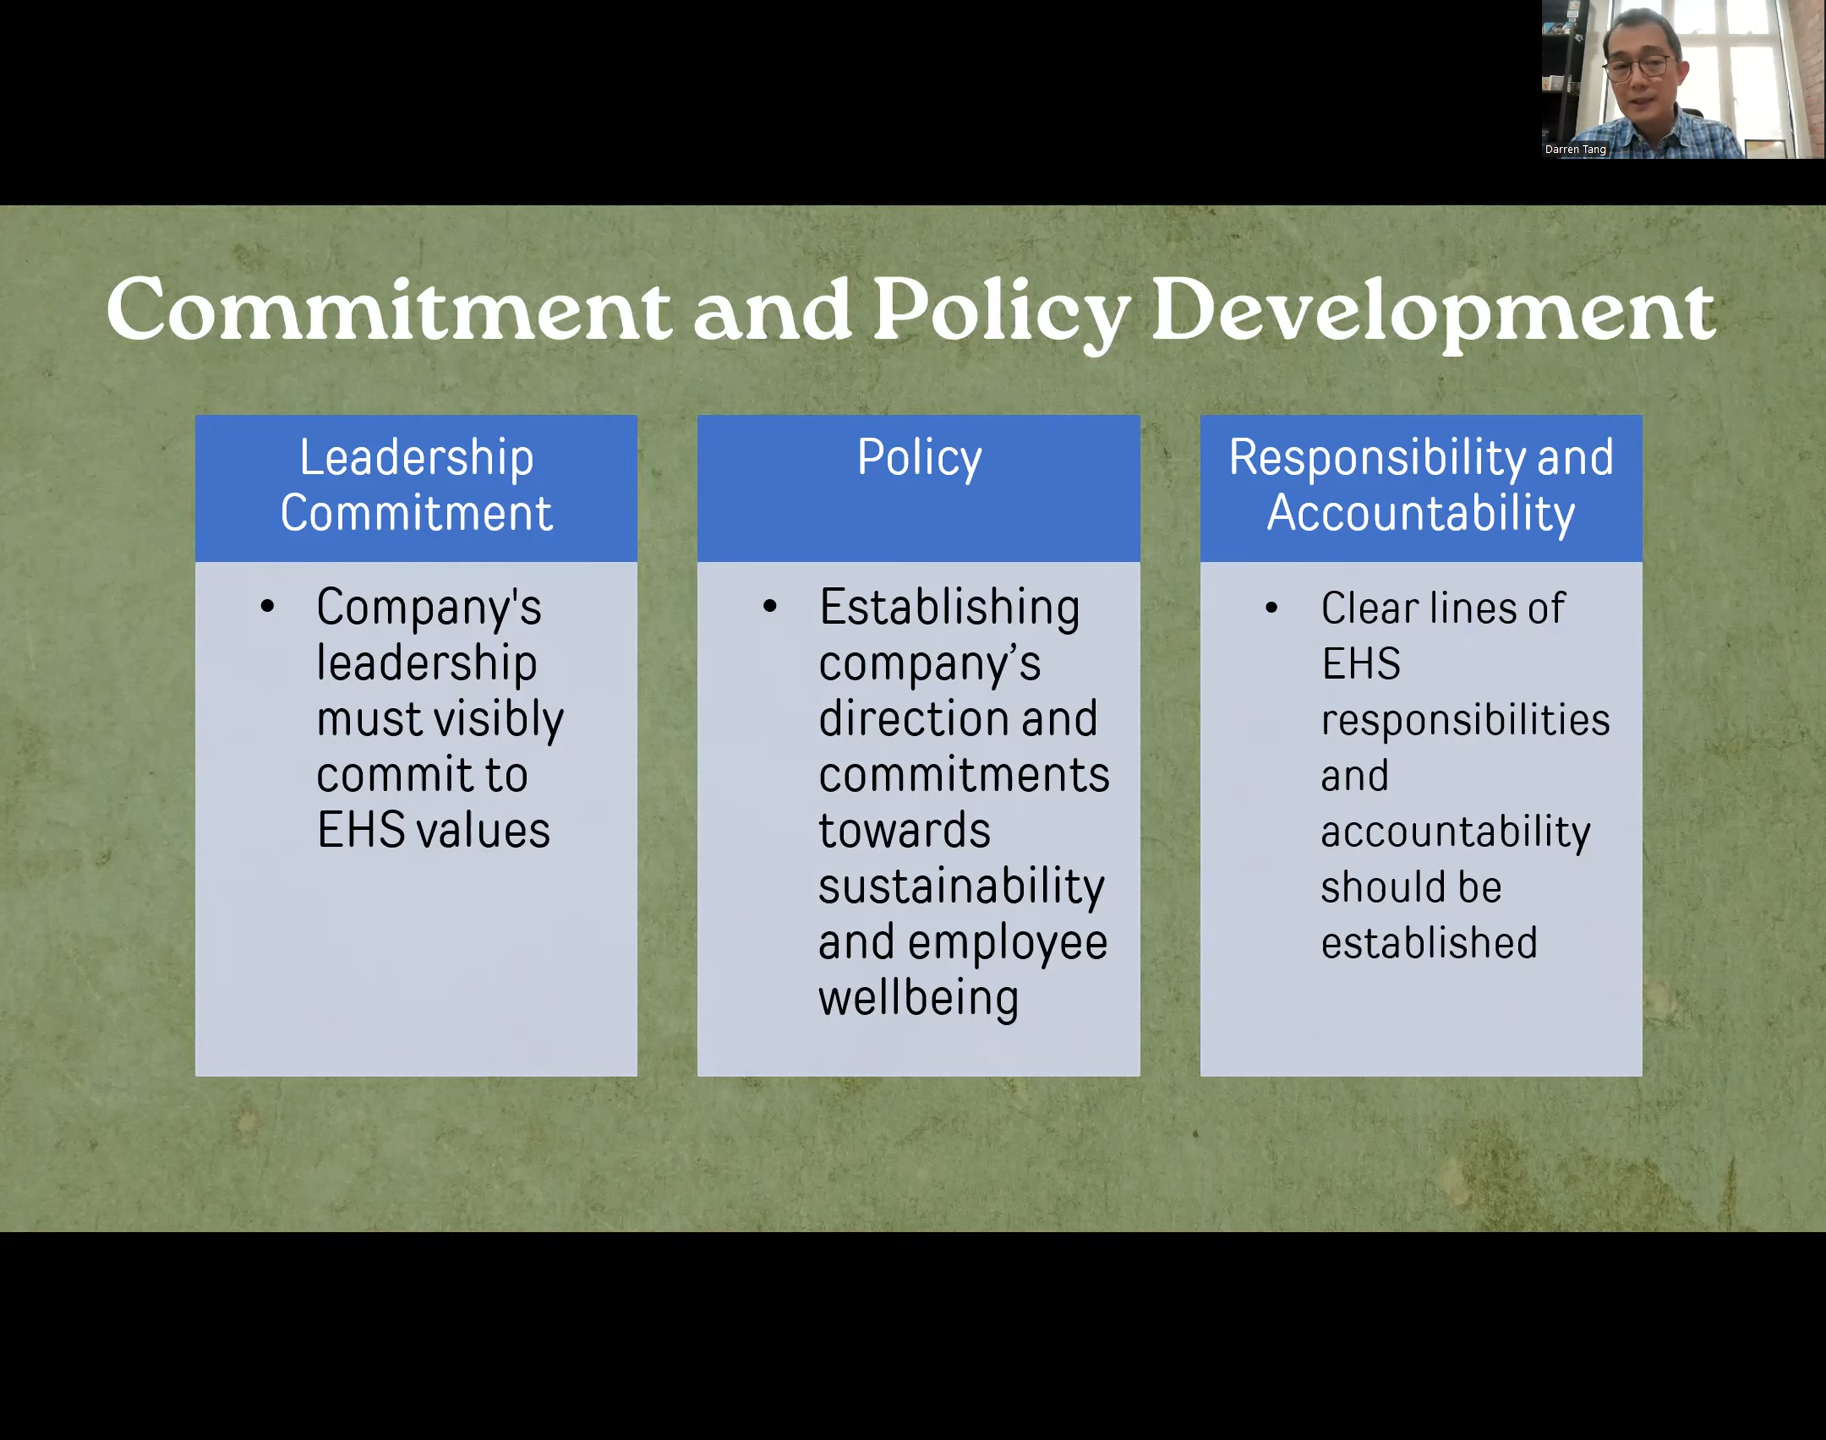 Darren Tang
Commitment and Policy Development
Leadership
Commitment
• Company's
leadership
must visibly
commit to
EHS values
Policy
• Establishing
company’s
direction and
commitments
towards
sustainability
and employee
wellbeing
Responsibility and
Accountability
• Clear lines of
EHS
responsibilities
and
accountability
should be
established